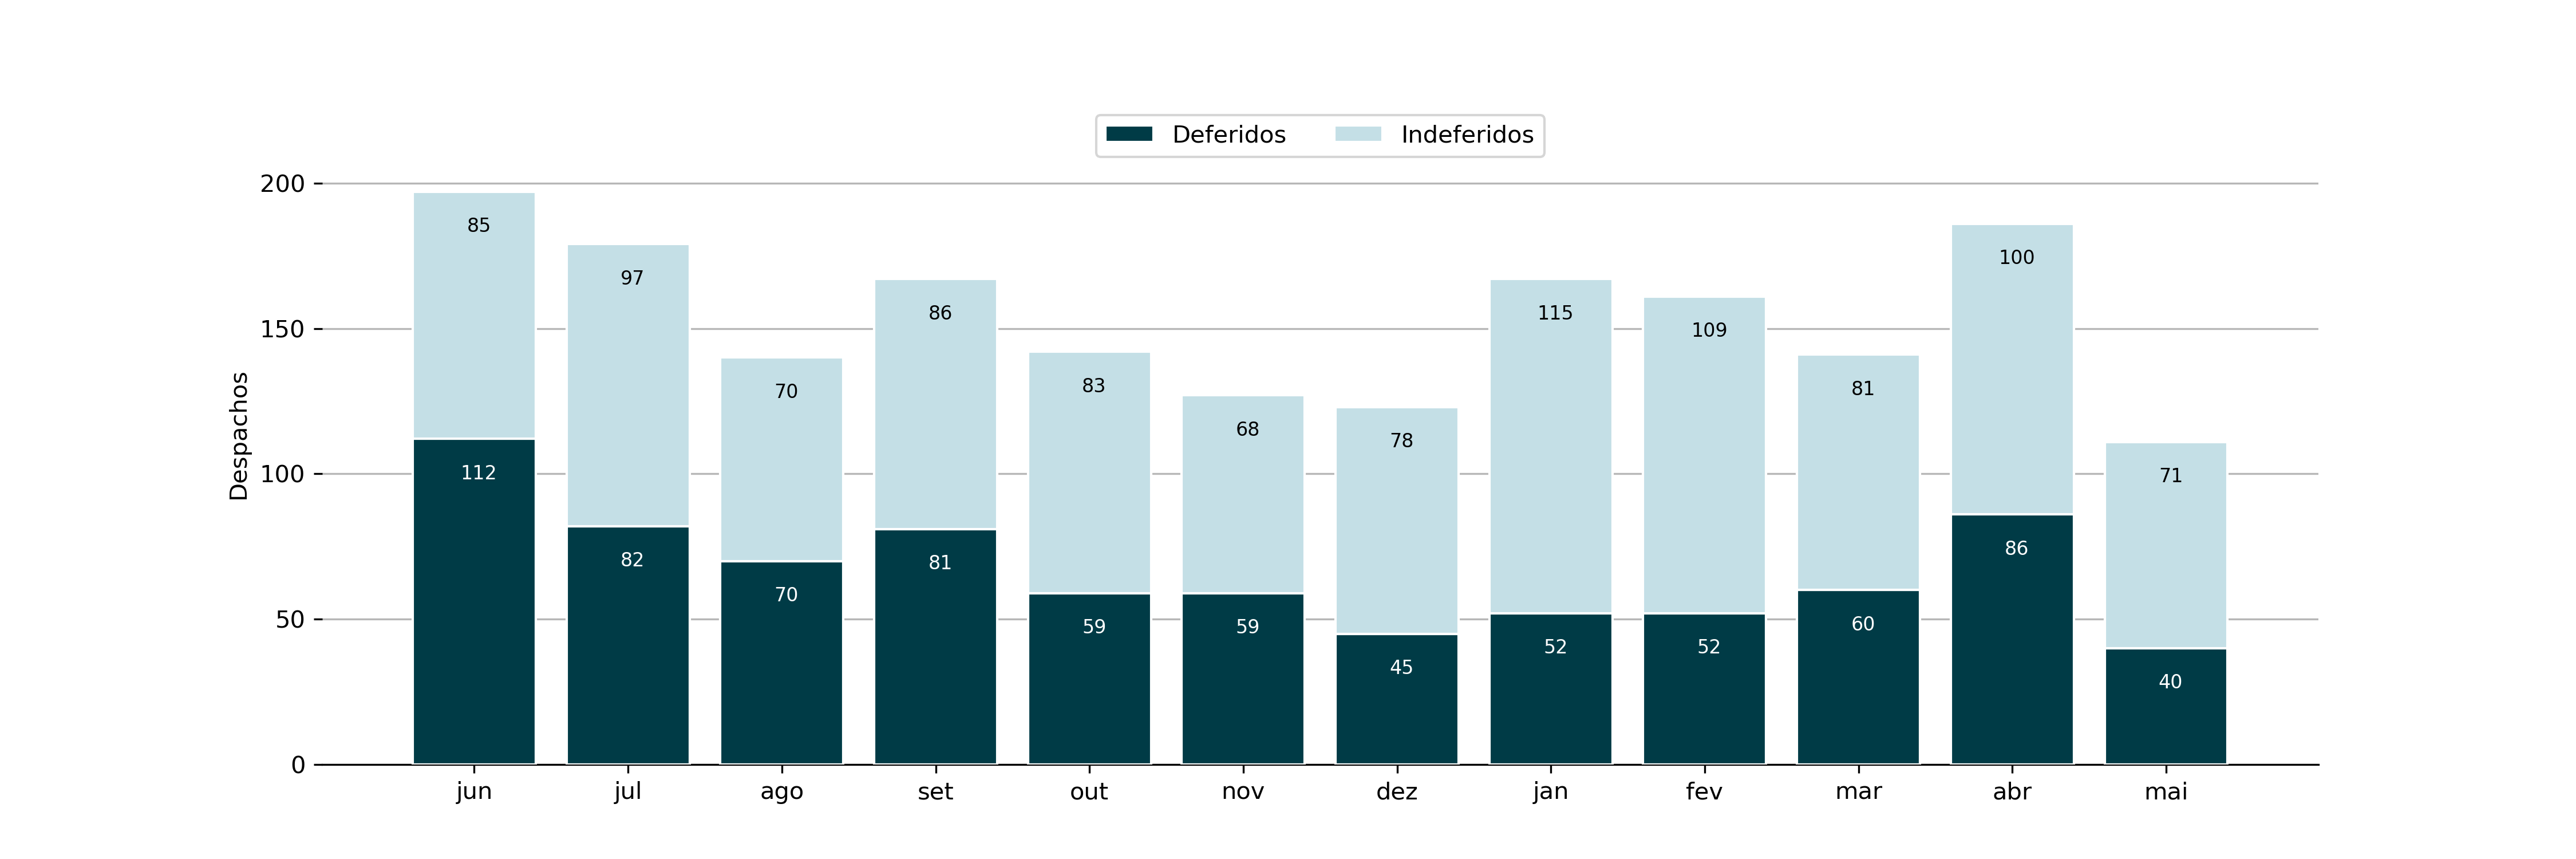 Deferidos Indeferidos
Despachos
200
150
100
50
0
85 97 70 86 83 68 78 115 109 81 100 71
112 82 70 81 59 59 45 52 52 60 86 40
jun jul ago set out nov dez jan fev mar abr mai